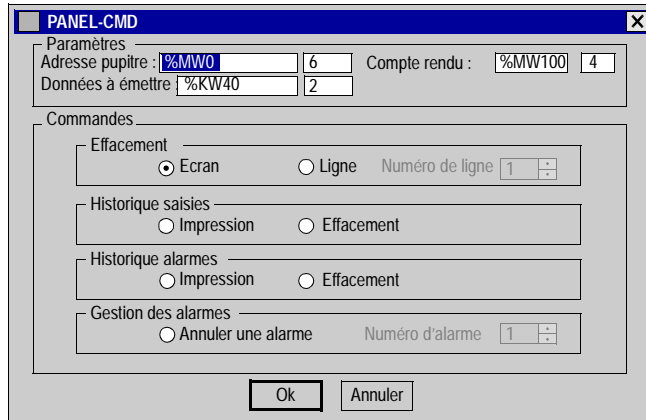 PANEL-CMD
Paramètres
Adresse pupitre : %MW0 6 Compte rendu : %MW100 4
Données à émettre : %KW40 2
Commandes
Effacement
Ecran Ligne Numéro de ligne 1
Historique saisies
Impression Effacement
Historique alarmes
Impression Effacement
Gestion des alarmes
Annuler une alarme Numéro d'alarme 1
Ok Annuler